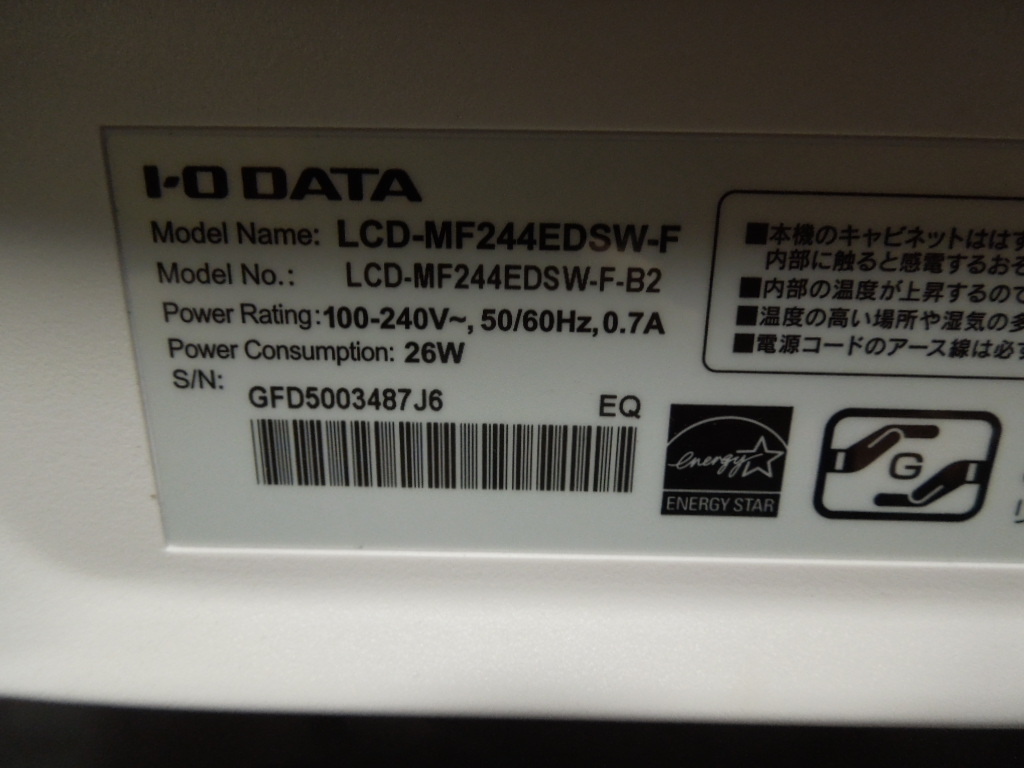 I-O DATA
Model Name: LCD-MF244EDSW-F
Model No.: LCD-MF244EDSW-F-B2
Power Rating:100-240V~, 50/60Hz, 0.7A
Power Consumption: 26W
S/N:
GFD5003487J6
EQ
energy
ENERGY STAR
G
■本機のキャビネットははず
内部に触ると感電するおそ
■内部の温度が上昇するので
■温度の高い場所や湿気の多
■電源コードのアース線は必ず